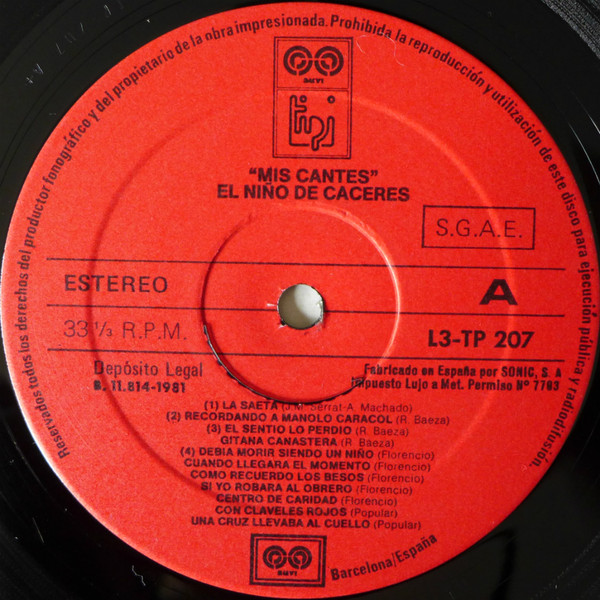 Reservados todos los derechos del productor fonográfico y del propietario de la obra impresionada. Prohibida la reproducción y utilización de este disco para ejecución pública y radiodifusión.
tipi
"MIS CANTES"
EL NIÑO DE CACERES
S.G.A.E.
ESTEREO
A
33 1/3 R.P.M.
L3-TP 207
Depósito Legal
B. 11.814-1981
Fabricado en España por SONIC, S. A
Impuesto Lujo a Met. Permiso Nº 7703
(1) LA SAETA (J.M. Serrat-A. Machado)
(2) RECORDANDO A MANOLO CARACOL (R. Baeza)
(3) EL SENTIO LO PERDIO (R. Baeza)
GITANA CANASTERA (R. Baeza)
(4) DEBIA MORIR SIENDO UN NIÑO (Florencio)
CUANDO LLEGARA EL MOMENTO (Florencio)
COMO RECUERDO LOS BESOS (Florencio)
SI YO ROBARA AL OBRERO (Florencio)
CENTRO DE CARIDAD (Florencio)
CON CLAVELES ROJOS (Popular)
UNA CRUZ LLEVABA AL CUELLO (Popular)
Barcelona/España